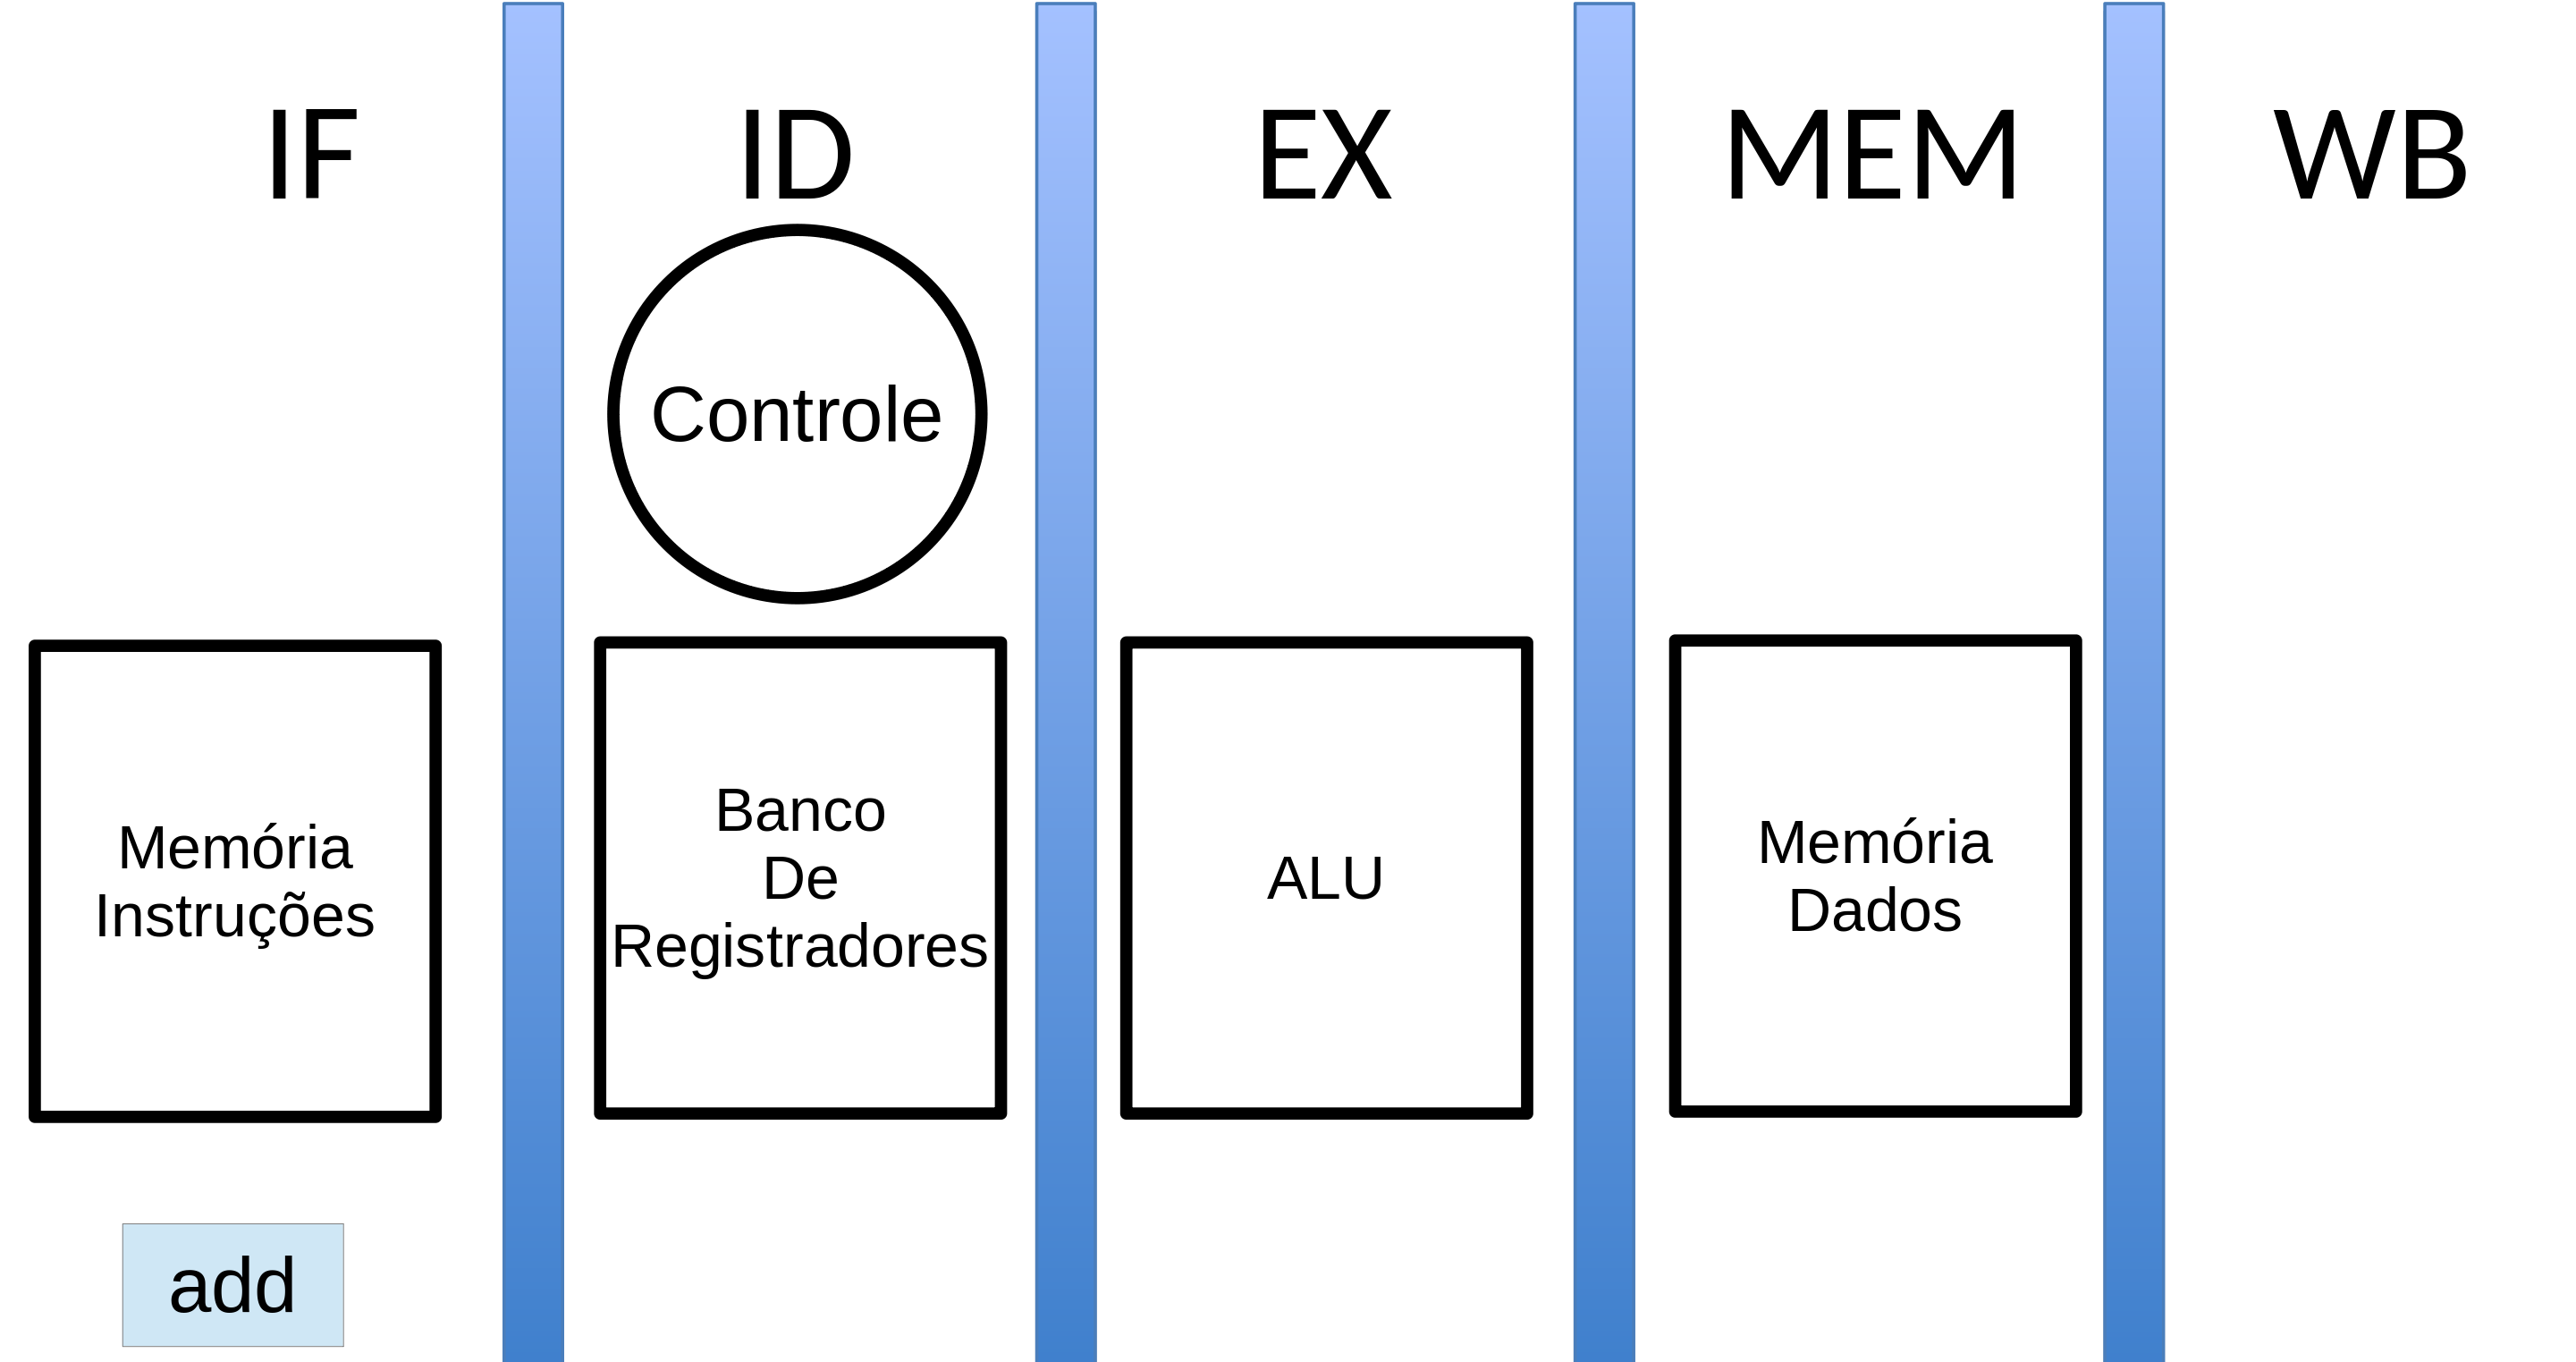 IF
ID
EX
MEM
WB
Controle
Memória
Instruções
Banco
De
Registradores
ALU
Memória
Dados
add